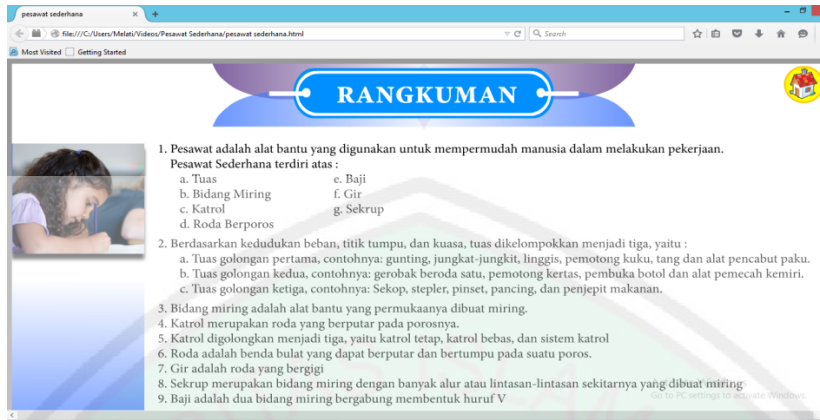 pesawat sederhana
file:///C:/Users/Melati/Videos/Pesawat Sederhana/pesawat sederhana.html
Search
Most Visited Getting Started
RANGKUMAN
1. Pesawat adalah alat bantu yang digunakan untuk mempermudah manusia dalam melakukan pekerjaan.
Pesawat Sederhana terdiri atas :
a. Tuas e. Baji
b. Bidang Miring f. Gir
c. Katrol g. Sekrup
d. Roda Berporos
2. Berdasarkan kedudukan beban, titik tumpu, dan kuasa, tuas dikelompokkan menjadi tiga, yaitu :
a. Tuas golongan pertama, contohnya: gunting, jungkat-jungkit, linggis, pemotong kuku, tang dan alat pencabut paku.
b. Tuas golongan kedua, contohnya: gerobak beroda satu, pemotong kertas, pembuka botol dan alat pemecah kemiri.
c. Tuas golongan ketiga, contohnya: Sekop, stepler, pinset, pancing, dan penjepit makanan.
3. Bidang miring adalah alat bantu yang permukaanya dibuat miring.
4. Katrol merupakan roda yang berputar pada porosnya.
5. Katrol digolongkan menjadi tiga, yaitu katrol tetap, katrol bebas, dan sistem katrol
6. Roda adalah benda bulat yang dapat berputar dan bertumpu pada suatu poros.
7. Gir adalah roda yang bergigi
8. Sekrup merupakan bidang miring dengan banyak alur atau lintasan-lintasan sekitarnya yang dibuat miring
9. Baji adalah dua bidang miring bergabung membentuk huruf V
Go to PC settings to activate Windows.